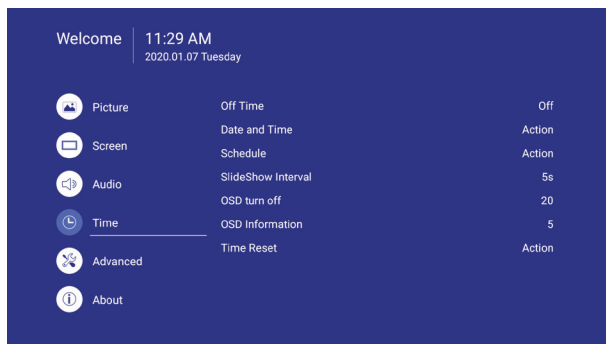 Welcome
11:29 AM
2020.01.07 Tuesday
Picture
Screen
Audio
Time
Advanced
About
Off Time Off
Date and Time Action
Schedule Action
SlideShow Interval 5s
OSD turn off 20
OSD Information 5
Time Reset Action